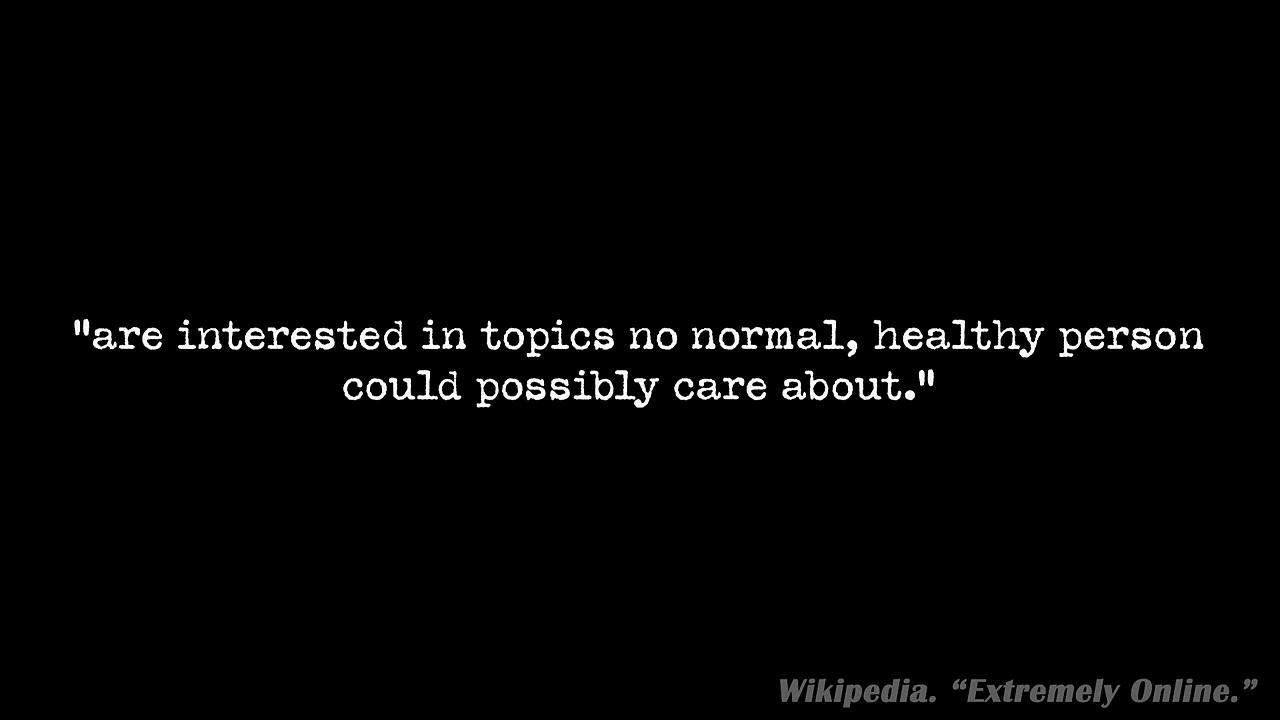 "are interested in topics no normal, healthy person
could possibly care about."
Wikipedia. “Extremely Online.”